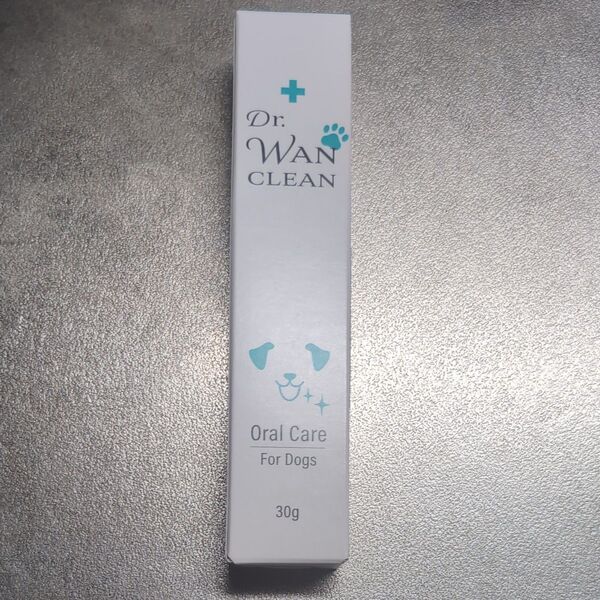 Dr.
WAN
CLEAN
Oral Care
For Dogs
30g